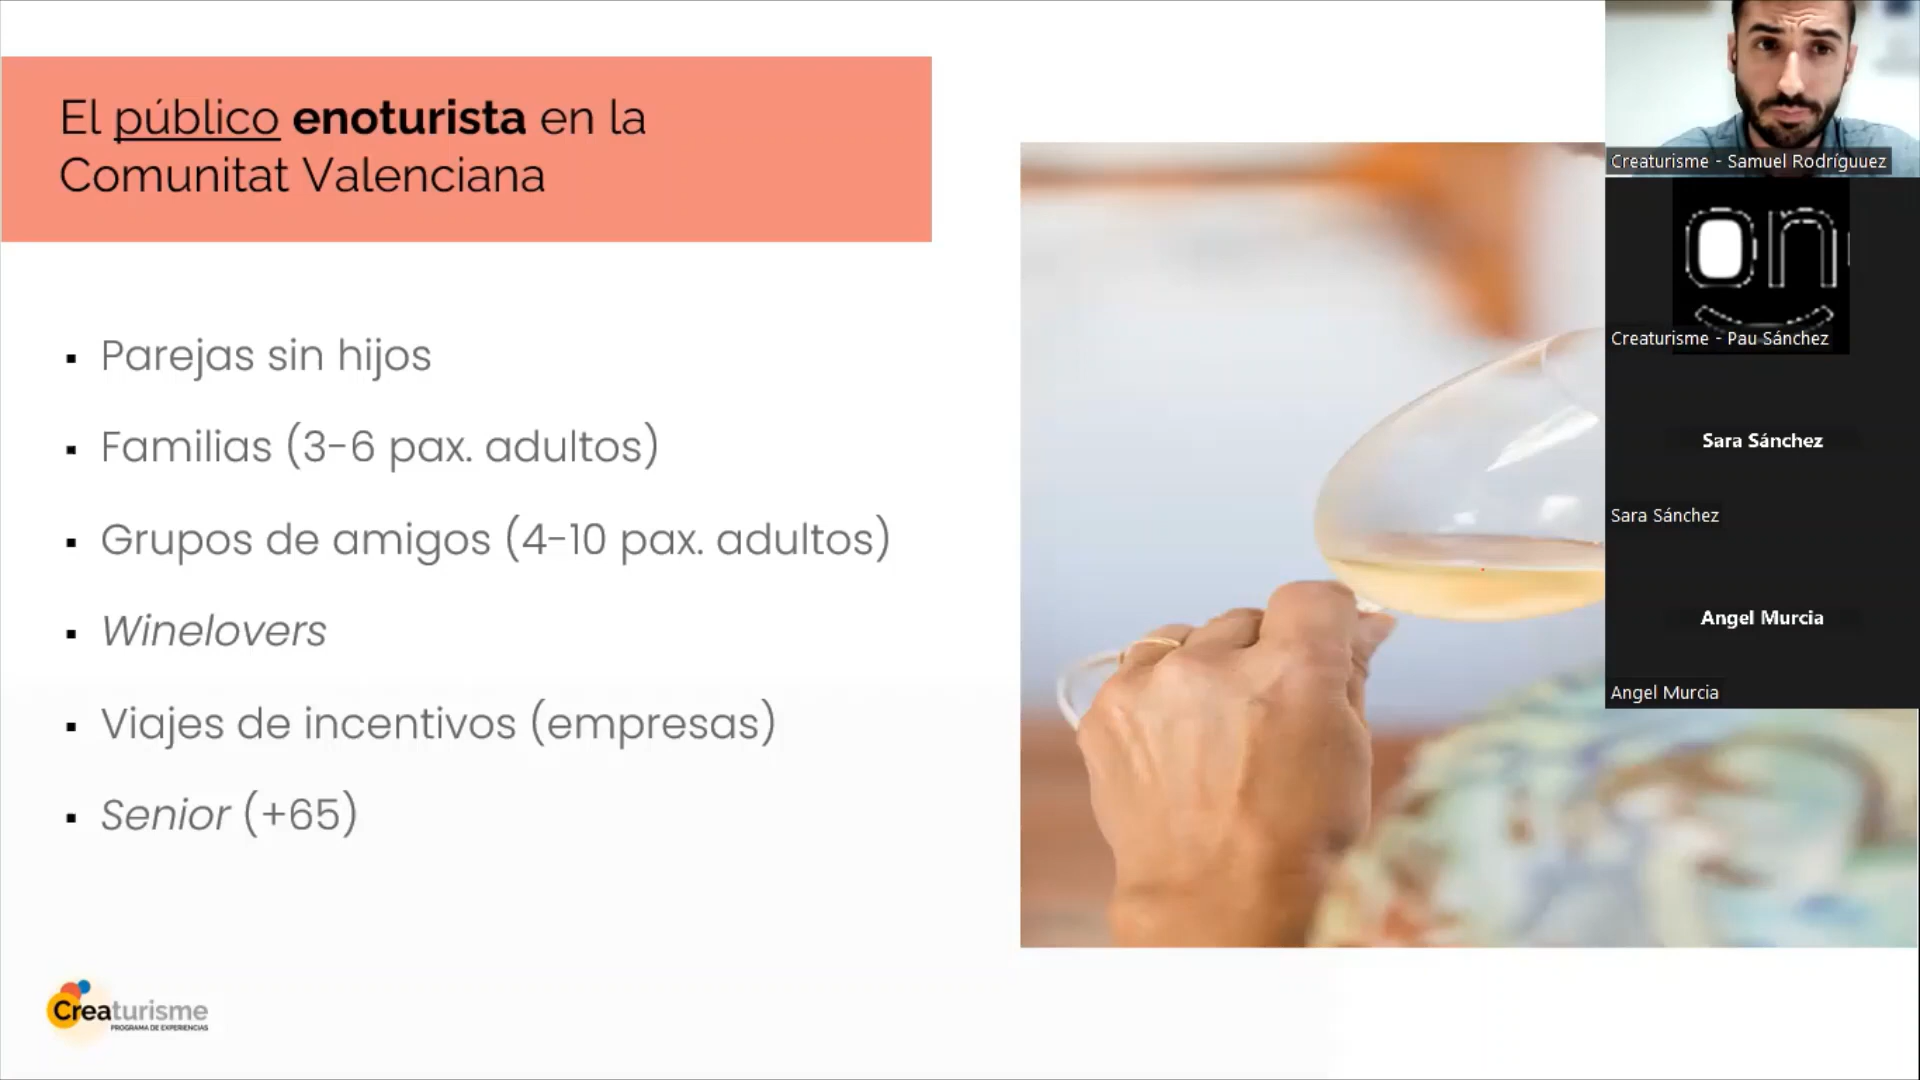 El público enoturista en la
Comunitat Valenciana
▪ Parejas sin hijos
▪ Familias (3-6 pax. adultos)
▪ Grupos de amigos (4-10 pax. adultos)
▪ Winelovers
▪ Viajes de incentivos (empresas)
▪ Senior (+65)
Creaturisme
PROGRAMA DE EXPERIENCIAS
Creaturisme - Samuel Rodríguuez
on
Creaturisme - Pau Sánchez
Sara Sánchez
Sara Sánchez
Angel Murcia
Angel Murcia